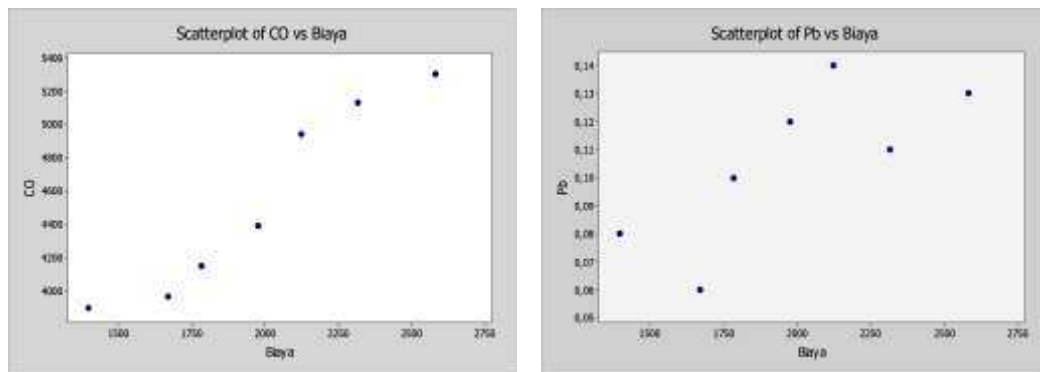 Scatterplot of CO vs Biaya
5400
5200
5000
4800
4600
4400
4200
4000
CO
1500 1750 2000 2250 2500 2750
Biaya
Scatterplot of Pb vs Biaya
0,14
0,13
0,12
0,11
0,10
0,09
0,08
0,07
0,06
0,05
Pb
1500 1750 2000 2250 2500 2750
Biaya